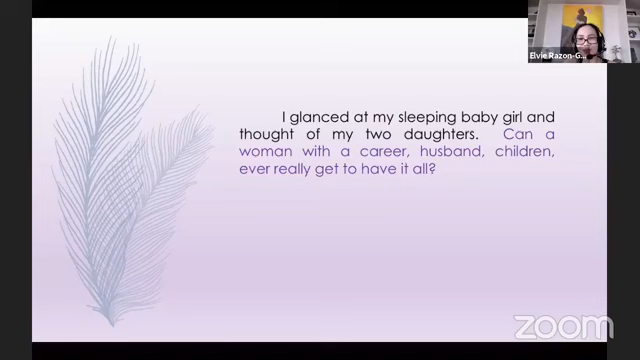 Elvie Razon-G...
I glanced at my sleeping baby girl and
thought of my two daughters. Can a
woman with a career, husband, children,
ever really get to have it all?
zoom